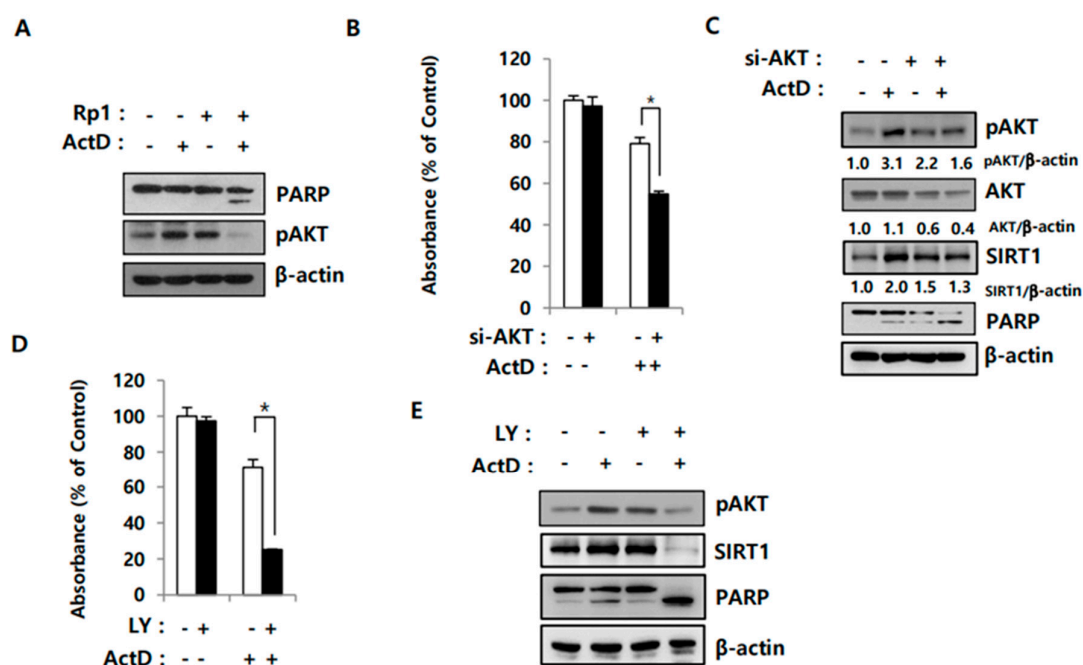 A
Rp1 : - - + +
ActD : - + - +
PARP
pAKT
β-actin
B
Absorbance (% of Control)
120
100
80
60
40
20
0
*
si-AKT : - + - +
ActD : - - + +
C
si-AKT : - - + +
ActD : - + - +
pAKT
1.0 3.1 2.2 1.6 pAKT/β-actin
AKT
1.0 1.1 0.6 0.4 AKT/β-actin
SIRT1
1.0 2.0 1.5 1.3 SIRT1/β-actin
PARP
β-actin
D
Absorbance (% of Control)
120
100
80
60
40
20
0
*
LY : - + - +
ActD : - - + +
E
LY : - - + +
ActD : - + - +
pAKT
SIRT1
PARP
β-actin